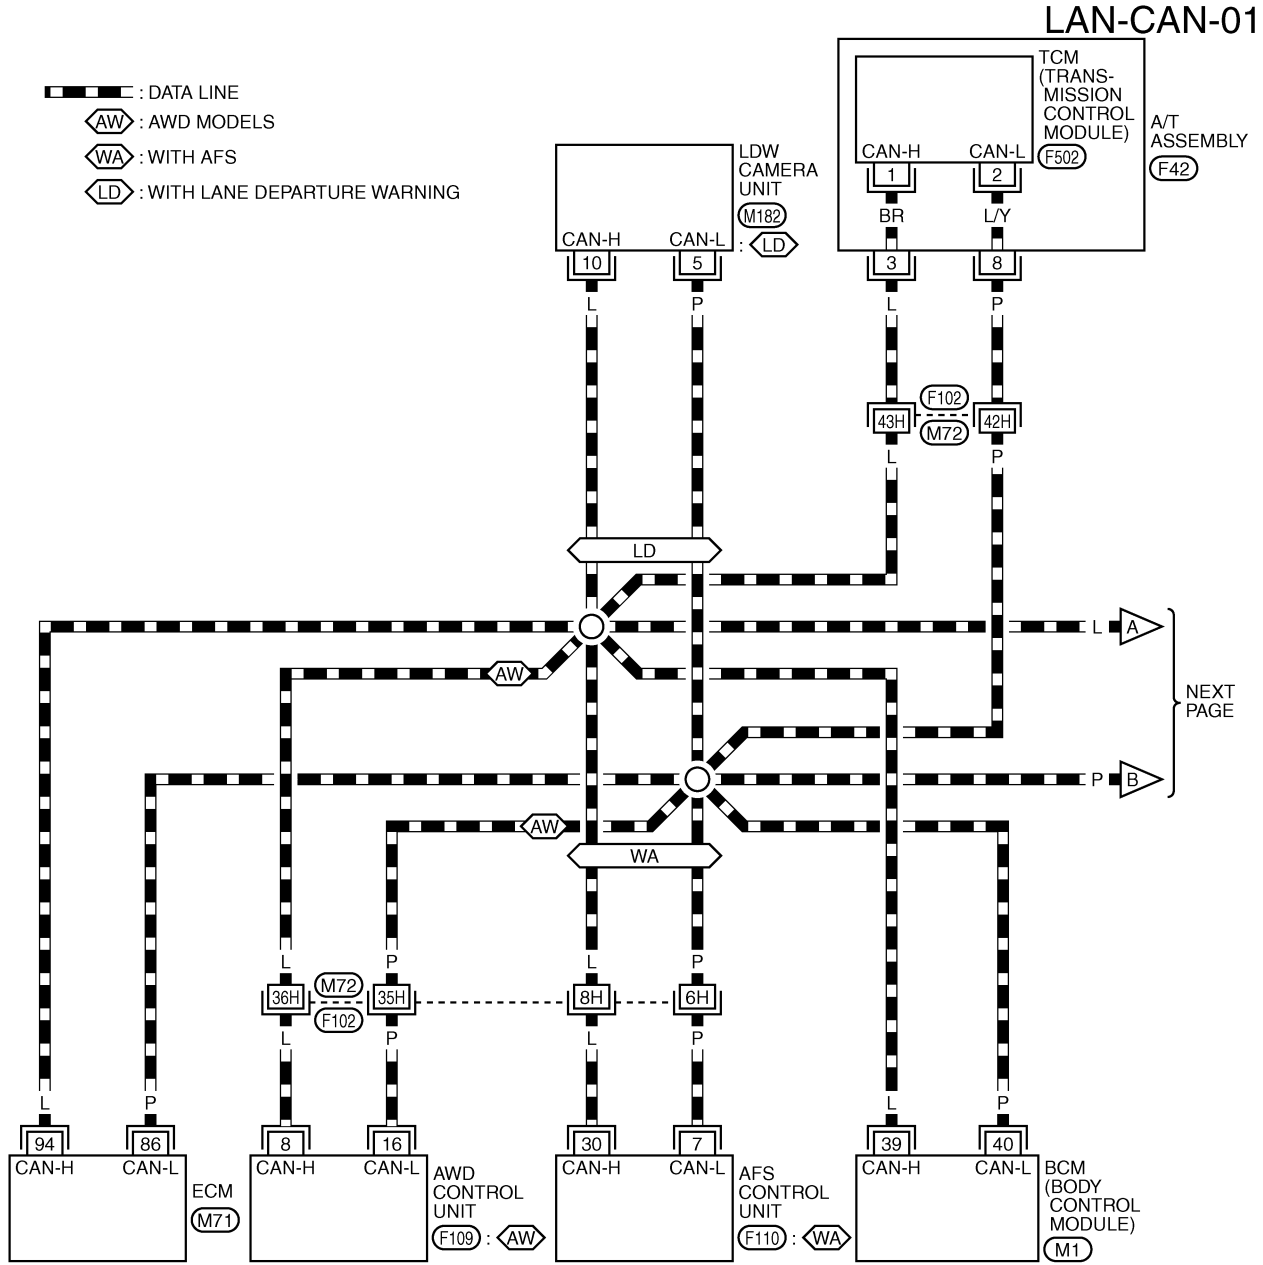 LAN-CAN-01
: DATA LINE
AW : AWD MODELS
WA : WITH AFS
LD : WITH LANE DEPARTURE WARNING
LDW
CAMERA
UNIT
M182
: LD
CAN-H
CAN-L
10
5
L
P
TCM
(TRANS-
MISSION
CONTROL
MODULE)
F502
A/T
ASSEMBLY
F42
CAN-H
CAN-L
1
2
BR
L/Y
3
8
L
P
43H
F102
M72
42H
L
P
LD
L
A
AW
NEXT
PAGE
P
B
AW
WA
L
P
L
P
36H
M72
F102
35H
8H
6H
L
P
L
P
L
P
L
P
94
86
8
16
30
7
39
40
CAN-H
CAN-L
ECM
M71
CAN-H
CAN-L
AWD
CONTROL
UNIT
F109 : AW
CAN-H
CAN-L
AFS
CONTROL
UNIT
F110 : WA
CAN-H
CAN-L
BCM
(BODY
CONTROL
MODULE)
M1